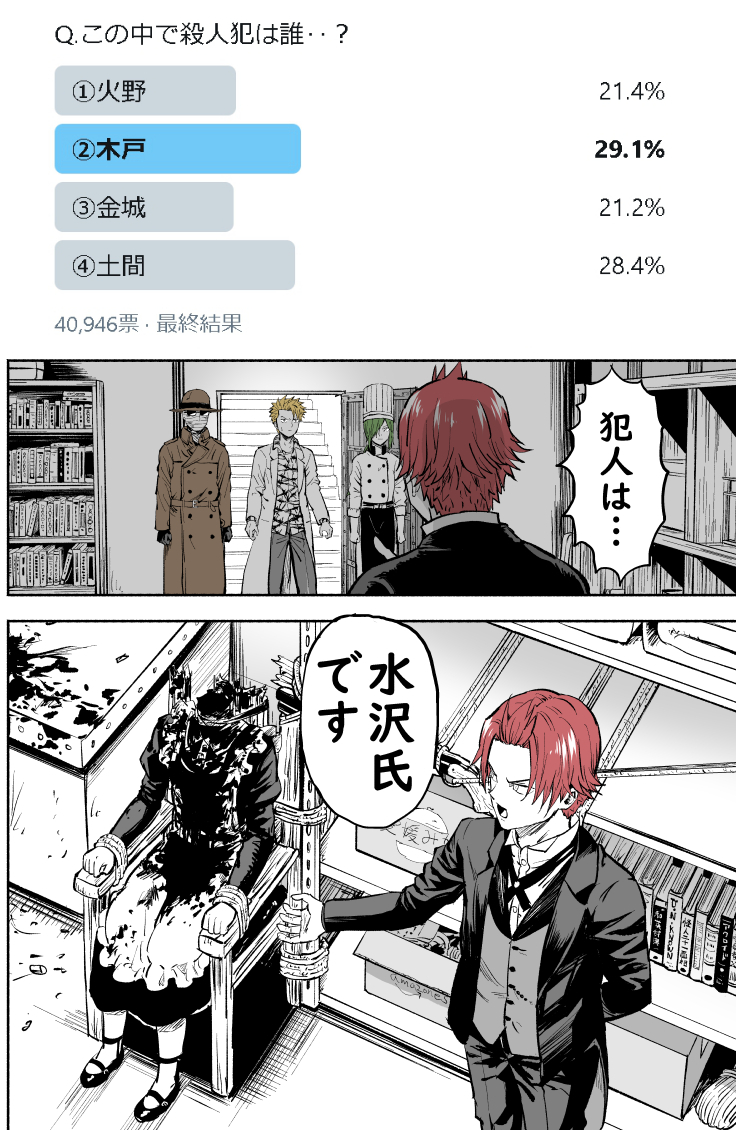 Q.この中で殺人犯は誰‥？
①火野 21.4%
②木戸 29.1%
③金城 21.2%
④土間 28.4%
40,946票 · 最終結果
犯人は…
水沢氏
です
amozones